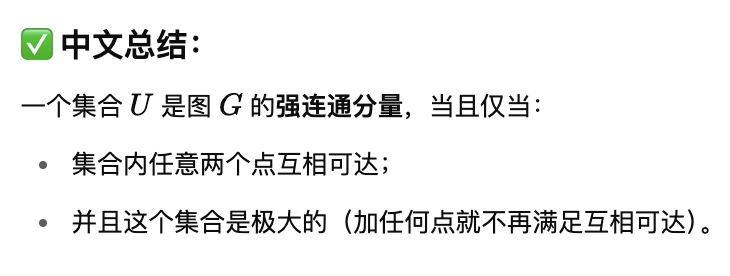 ✅ 中文总结：
一个集合 U 是图 G 的强连通分量，当且仅当：
• 集合内任意两个点互相可达；
• 并且这个集合是极大的（加任何点就不再满足互相可达）。